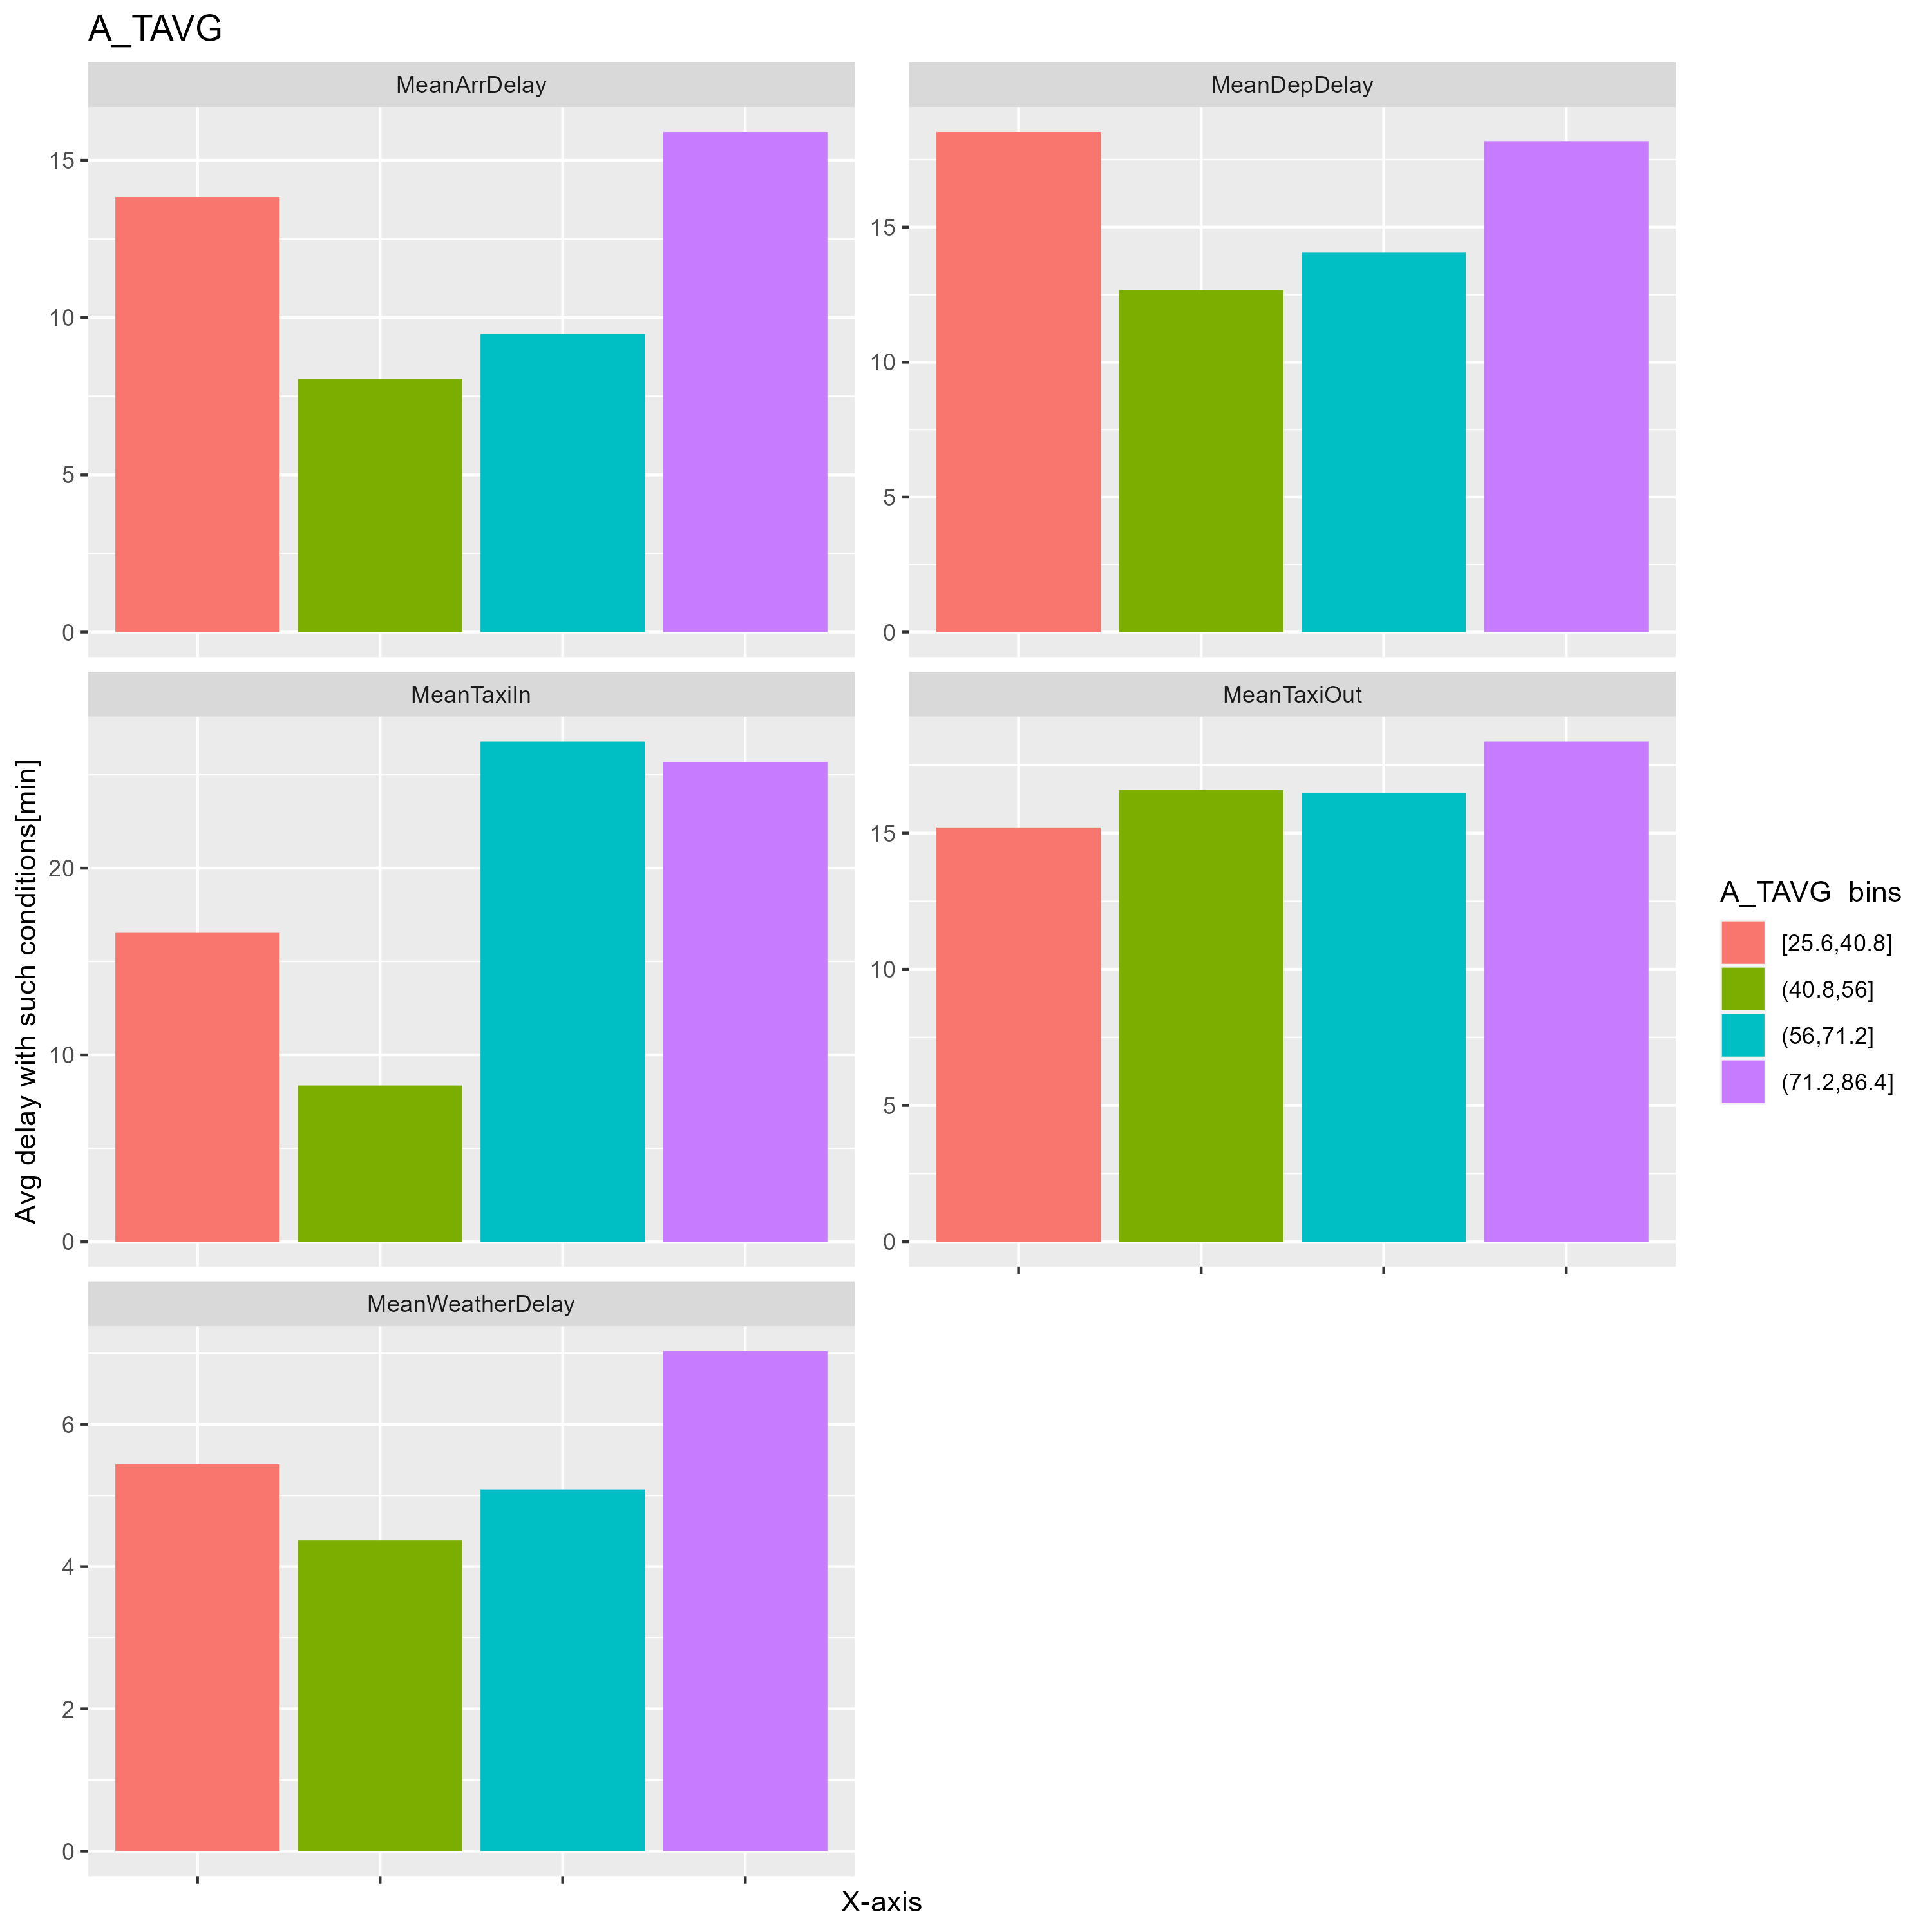 A_TAVG
MeanArrDelay
15
10
5
0
MeanDepDelay
15
10
5
0
Avg delay with such conditions[min]
MeanTaxiIn
20
10
0
MeanTaxiOut
15
10
5
0
MeanWeatherDelay
6
4
2
0
X-axis
A_TAVG  bins
[25.6,40.8]
(40.8,56]
(56,71.2]
(71.2,86.4]